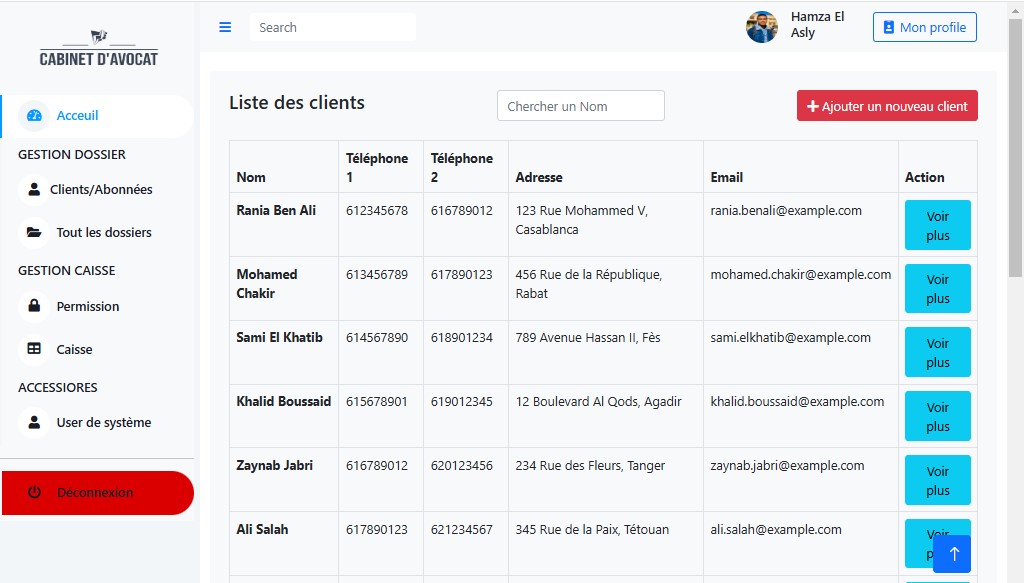 CABINET D'AVOCAT
Acceuil
GESTION DOSSIER
Clients/Abonnées
Tout les dossiers
GESTION CAISSE
Permission
Caisse
ACCESSIORES
User de système
Déconnexion
Search
Hamza El
Asly
Mon profile
Liste des clients
Chercher un Nom
Ajouter un nouveau client
Nom Téléphone 1 Téléphone 2 Adresse Email Action
Rania Ben Ali 612345678 616789012 123 Rue Mohammed V, Casablanca rania.benali@example.com Voir plus
Mohamed Chakir 613456789 617890123 456 Rue de la République, Rabat mohamed.chakir@example.com Voir plus
Sami El Khatib 614567890 618901234 789 Avenue Hassan II, Fès sami.elkhatib@example.com Voir plus
Khalid Boussaid 615678901 619012345 12 Boulevard Al Qods, Agadir khalid.boussaid@example.com Voir plus
Zaynab Jabri 616789012 620123456 234 Rue des Fleurs, Tanger zaynab.jabri@example.com Voir plus
Ali Salah 617890123 621234567 345 Rue de la Paix, Tétouan ali.salah@example.com Voir